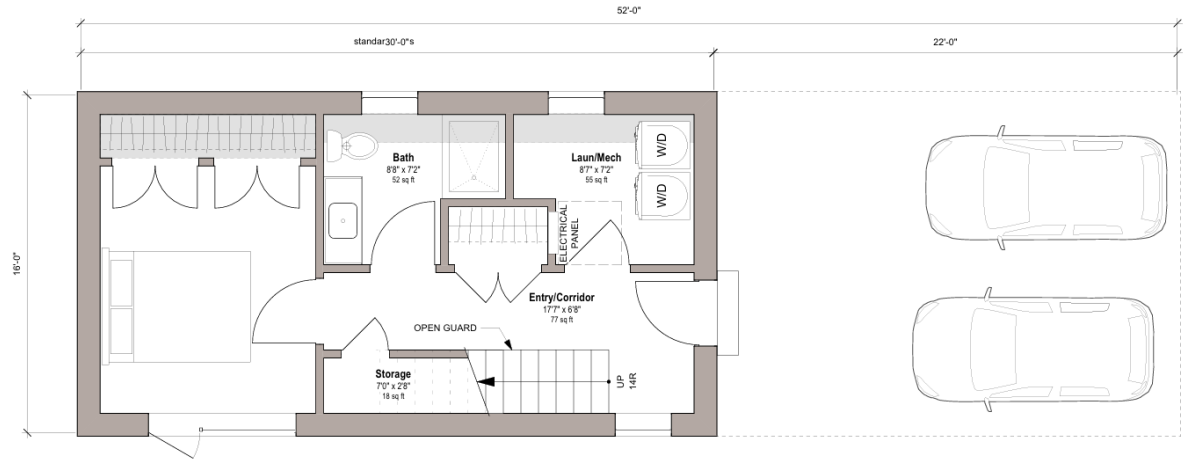 52'-0"
standar30'-0"s
22'-0"
16'-0"
Bath
8'8" x 7'2"
52 sq ft
Laun/Mech
8'7" x 7'2"
55 sq ft
W/D
W/D
ELECTRICAL
PANEL
Entry/Corridor
17'7" x 6'8"
77 sq ft
OPEN GUARD
Storage
7'0" x 2'8"
18 sq ft
UP
14R